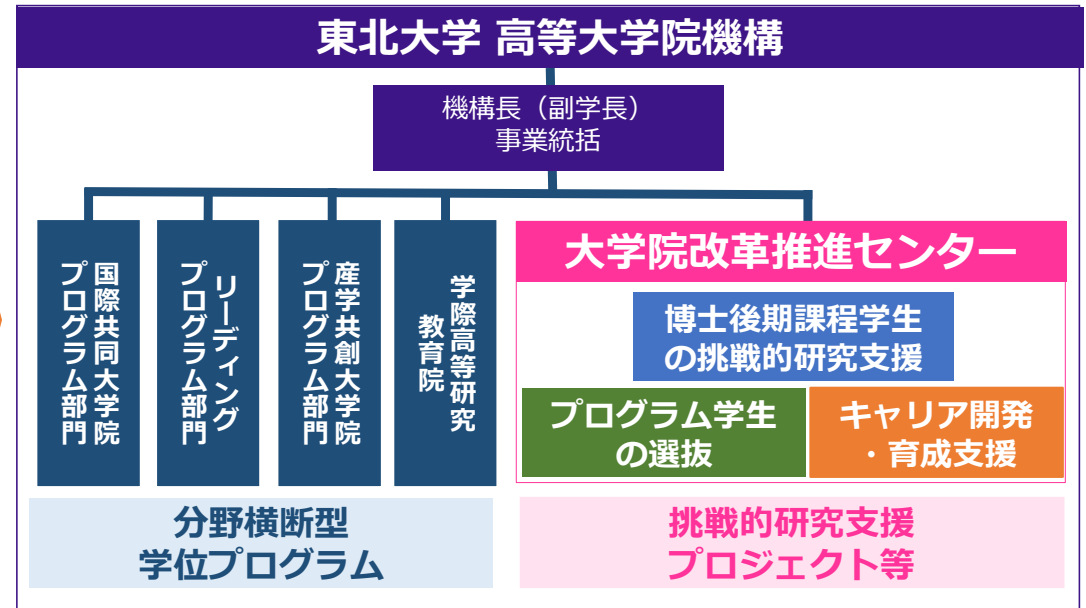 東北大学 高等大学院機構
機構長（副学長）
事業統括
国際共同大学院
プログラム部門
リーディング
プログラム部門
産学共創大学院
プログラム部門
学際高等研究
教育院
大学院改革推進センター
博士後期課程学生
の挑戦的研究支援
プログラム学生
の選抜
キャリア開発
・育成支援
分野横断型
学位プログラム
挑戦的研究支援
プロジェクト等